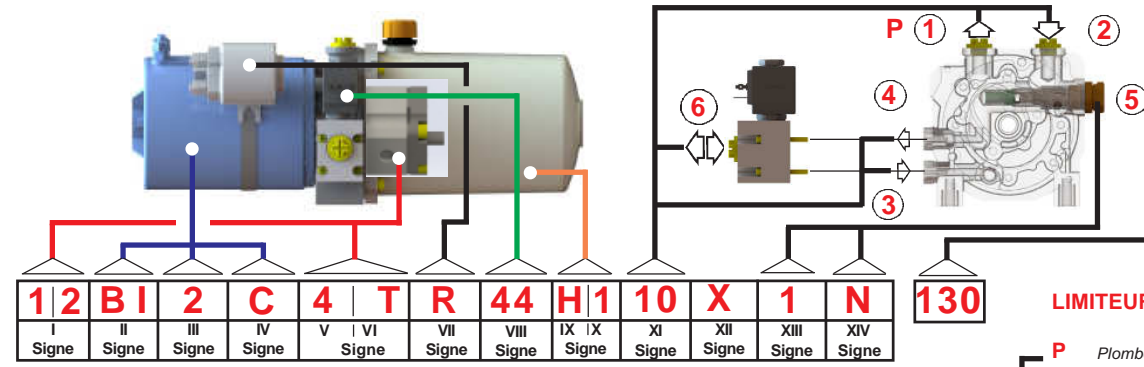 P 1 2
4 5
6
3
1|2 BI 2 C 4 | T R 44 H|1 10 X 1 N 130 LIMITEUR
I II III IV V | VI VII VIII IX |X XI XII XIII XIV
Signe Signe Signe Signe Signe Signe Signe Signe Signe Signe Signe Signe
P Plomb